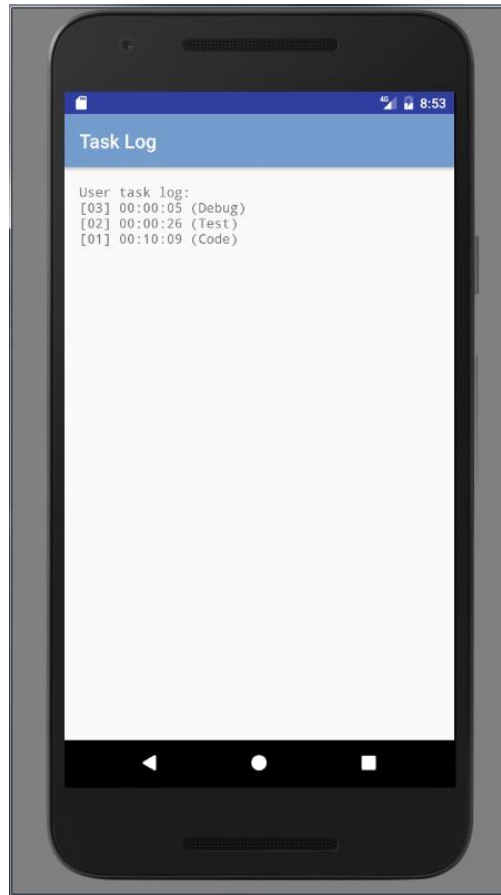 4G 8:53
Task Log
User task log:
[03] 00:00:05 (Debug)
[02] 00:00:26 (Test)
[01] 00:10:09 (Code)